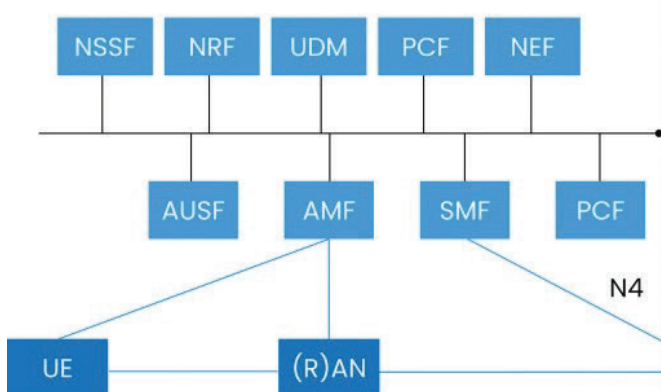 NSSF NRF UDM PCF NEF
AUSF AMF SMF PCF
N4
UE (R)AN